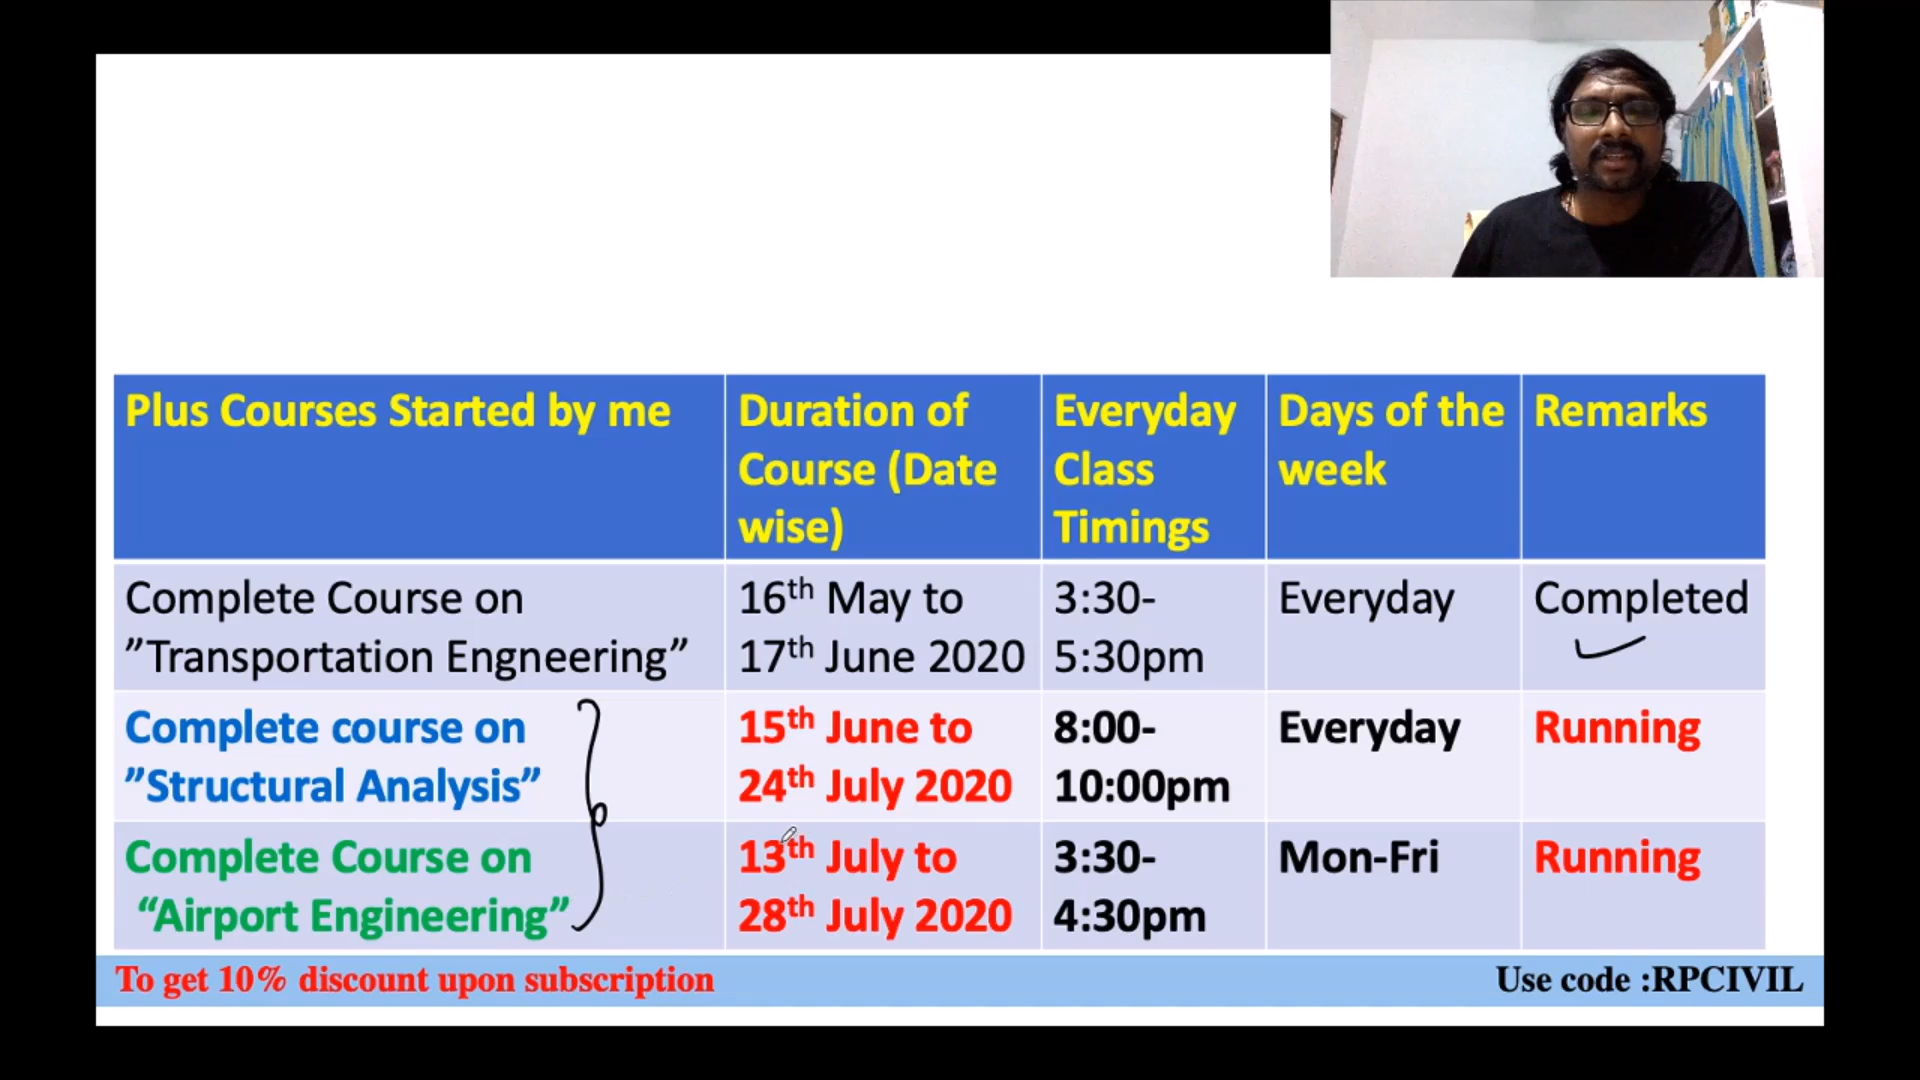 Plus Courses Started by me
Duration of
Course (Date
wise)
Everyday
Class
Timings
Days of the
week
Remarks
Complete Course on
”Transportation Engneering”
16th May to
17th June 2020
3:30-
5:30pm
Everyday
Completed
Complete course on
”Structural Analysis”
15th June to
24th July 2020
8:00-
10:00pm
Everyday
Running
Complete Course on
“Airport Engineering”
13th July to
28th July 2020
3:30-
4:30pm
Mon-Fri
Running
To get 10% discount upon subscription
Use code :RPCIVIL